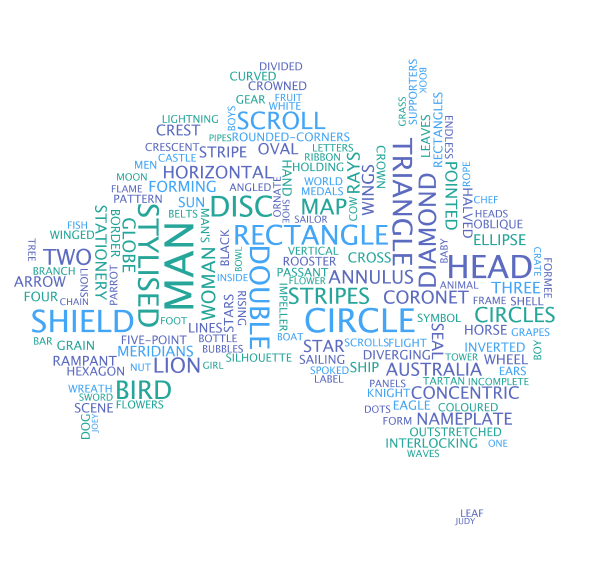 DIVIDED
CURVED
CROWNED
GEAR
FRUIT
WHITE
LIGHTNING
BOYS
SCROLL
CREST
PIPES
ROUNDED-CORNERS
CRESCENT
STRIPE
OVAL
LETTERS
CASTLE
RIBBON
MEN
HORIZONTAL
HAND
HOLDING
MOON
FLAME
FORMING
ANGLED
WORLD
MEDALS
PATTERN
SUN
ORNATE
SHOE
BELTS
DISC
MAP
COW
RAYS
CROWN
WINGS
SAILOR
GRASS
SUPPORTERS
BOOK
RECTANGLES
LEAVES
ENDLESS
TRIANGLE
POINTED
ROPE
HALVED
CHEF
HEADS
OBLIQUE
ELLIPSE
DIAMOND
BABY
FISH
WINGED
STATIONERY
BORDER
GLOBE
STYLISED
MAN
MAN'S
WOMAN
BLACK
BOWL
RECTANGLE
VERTICAL
CROSS
TREE
TWO
BRANCH
ARROW
FOUR
CHAIN
LIONS
PARROT
INSIDE
DOUBLE
ROOSTER
PASSANT
FLOWER
ANNULUS
ANIMAL
HEAD
CRATE
FORMEE
THREE
STARS
RISING
IMPELLER
STRIPES
CORONET
FRAME
SHELL
SHIELD
FOOT
LINES
CIRCLE
SYMBOL
CIRCLES
BAR
GRAIN
FIVE-POINT
MERIDIANS
BOTTLE
BUBBLES
BOAT
STAR
SCROLLS
FLIGHT
SEAL
HORSE
GRAPES
INVERTED
BOY
RAMPANT
HEXAGON
NUT
LION
GIRL
SILHOUETTE
SAILING
SPOKED
SHIP
DIVERGING
TOWER
WHEEL
AUSTRALIA
EARS
WREATH
SWORD
BIRD
LABEL
PANELS
TARTAN
INCOMPLETE
KNIGHT
CONCENTRIC
SCENE
FLOWERS
DOTS
EAGLE
COLOURED
DOG
JOEY
FORM
NAMEPLATE
OUTSTRETCHED
INTERLOCKING
ONE
WAVES
LEAF
JUDY